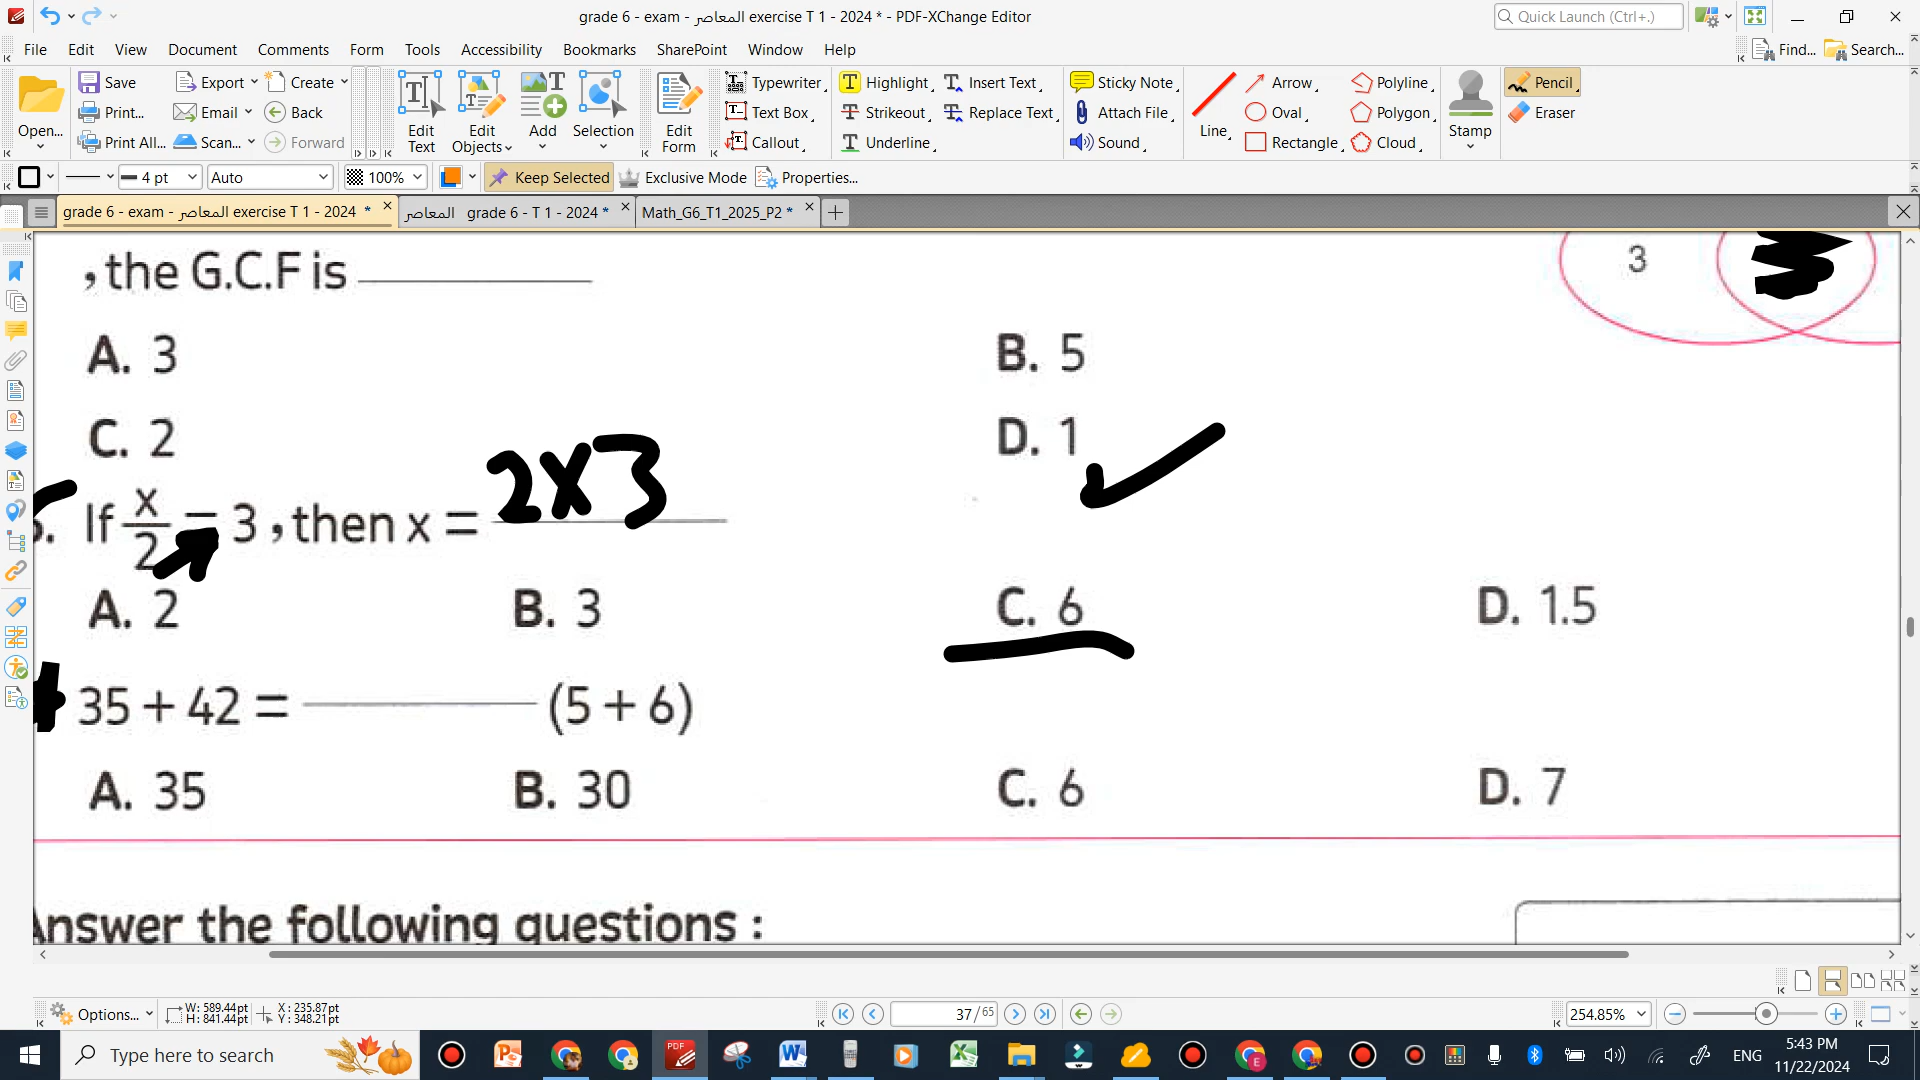 grade 6 - exam - المعاصر exercise T 1 - 2024 * - PDF-XChange Editor
Quick Launch (Ctrl+.)
File Edit View Document Comments Form Tools Accessibility Bookmarks SharePoint Window Help
Find... Search...
Open... Save Print... Print All... Export Email Scan... Create Back Forward
Edit Text Edit Objects Add Selection Edit Form
Typewriter Text Box Callout
Highlight Strikeout Underline
Insert Text Replace Text
Sticky Note Attach File Sound
Line Arrow Oval Rectangle
Polyline Polygon Cloud
Stamp Pencil Eraser
4 pt Auto 100% Keep Selected Exclusive Mode Properties...
grade 6 - exam - المعاصر exercise T 1 - 2024 *
المعاصر grade 6 - T 1 - 2024 *
Math_G6_T1_2025_P2 *
, the G.C.F is
3
A. 3 B. 5
C. 2 D. 1
2x3
If x/2 = 3, then x =
A. 2 B. 3 C. 6 D. 1.5
35 + 42 = (5 + 6)
A. 35 B. 30 C. 6 D. 7
Answer the following questions :
Options... W: 589.44pt H: 841.44pt X: 235.87pt Y: 348.21pt
37 / 65
254.85%
Type here to search
PDF
ENG
5:43 PM
11/22/2024